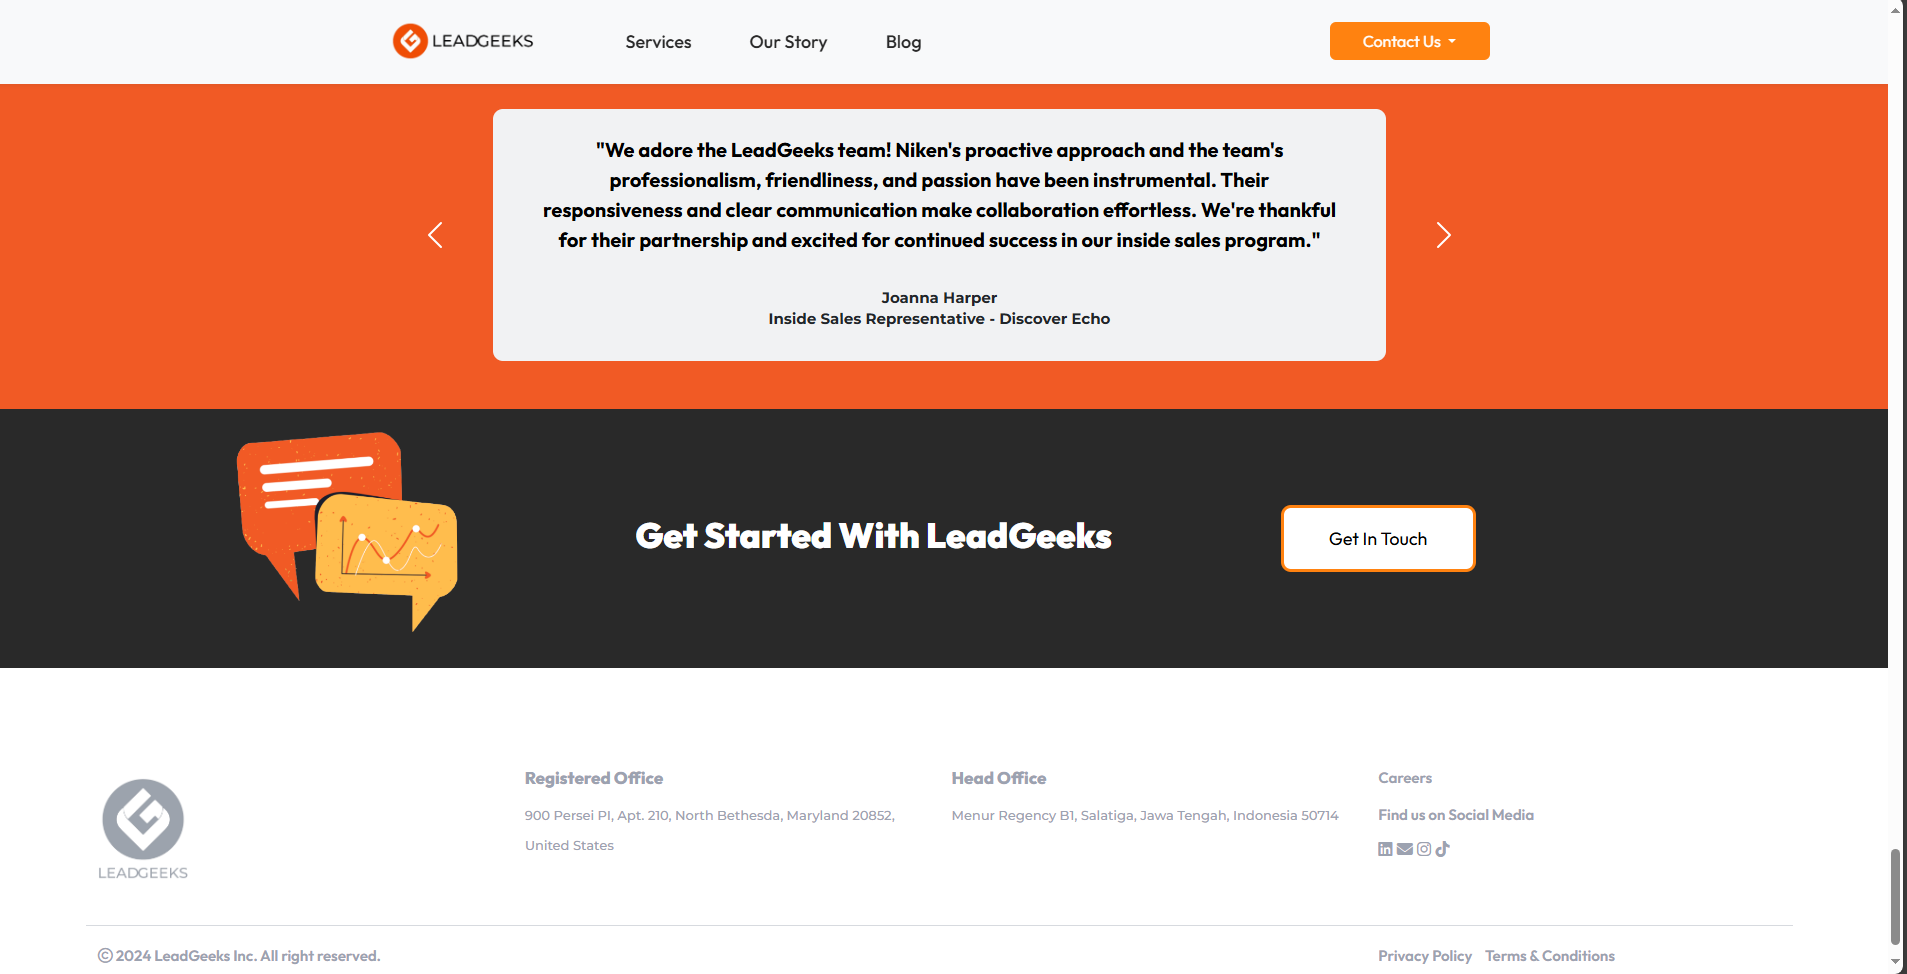 LEADGEEKS
Services
Our Story
Blog
Contact Us
"We adore the LeadGeeks team! Niken's proactive approach and the team's
professionalism, friendliness, and passion have been instrumental. Their
responsiveness and clear communication make collaboration effortless. We're thankful
for their partnership and excited for continued success in our inside sales program."
Joanna Harper
Inside Sales Representative - Discover Echo
Get Started With LeadGeeks
Get In Touch
LEADGEEKS
Registered Office
900 Persei Pl, Apt. 210, North Bethesda, Maryland 20852,
United States
Head Office
Menur Regency B1, Salatiga, Jawa Tengah, Indonesia 50714
Careers
Find us on Social Media
© 2024 LeadGeeks Inc. All right reserved.
Privacy Policy
Terms & Conditions